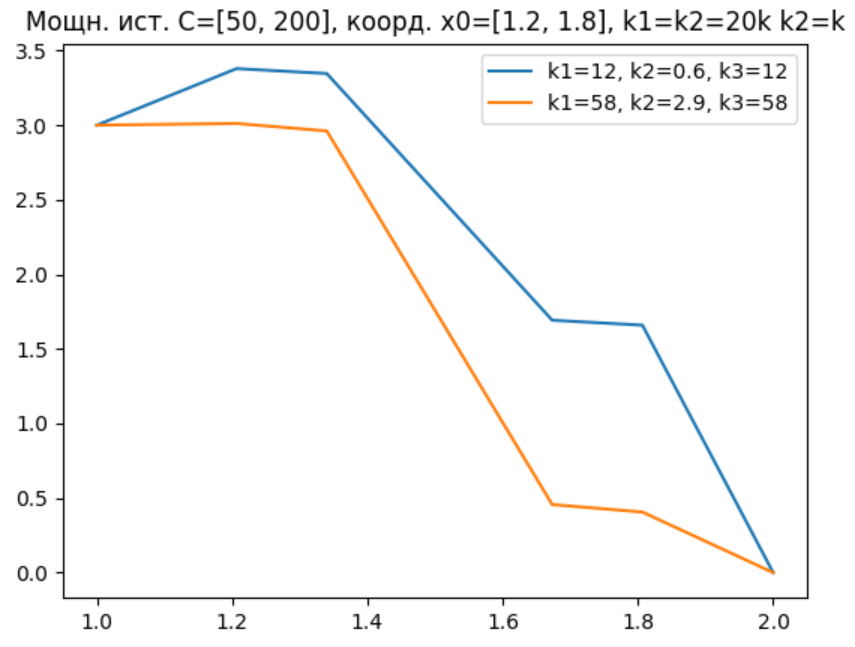 Мощн. ист. C=[50, 200], коорд. x0=[1.2, 1.8], k1=k2=20k k2=k
3.5
k1=12, k2=0.6, k3=12
k1=58, k2=2.9, k3=58
3.0
2.5
2.0
1.5
1.0
0.5
0.0
1.0 1.2 1.4 1.6 1.8 2.0